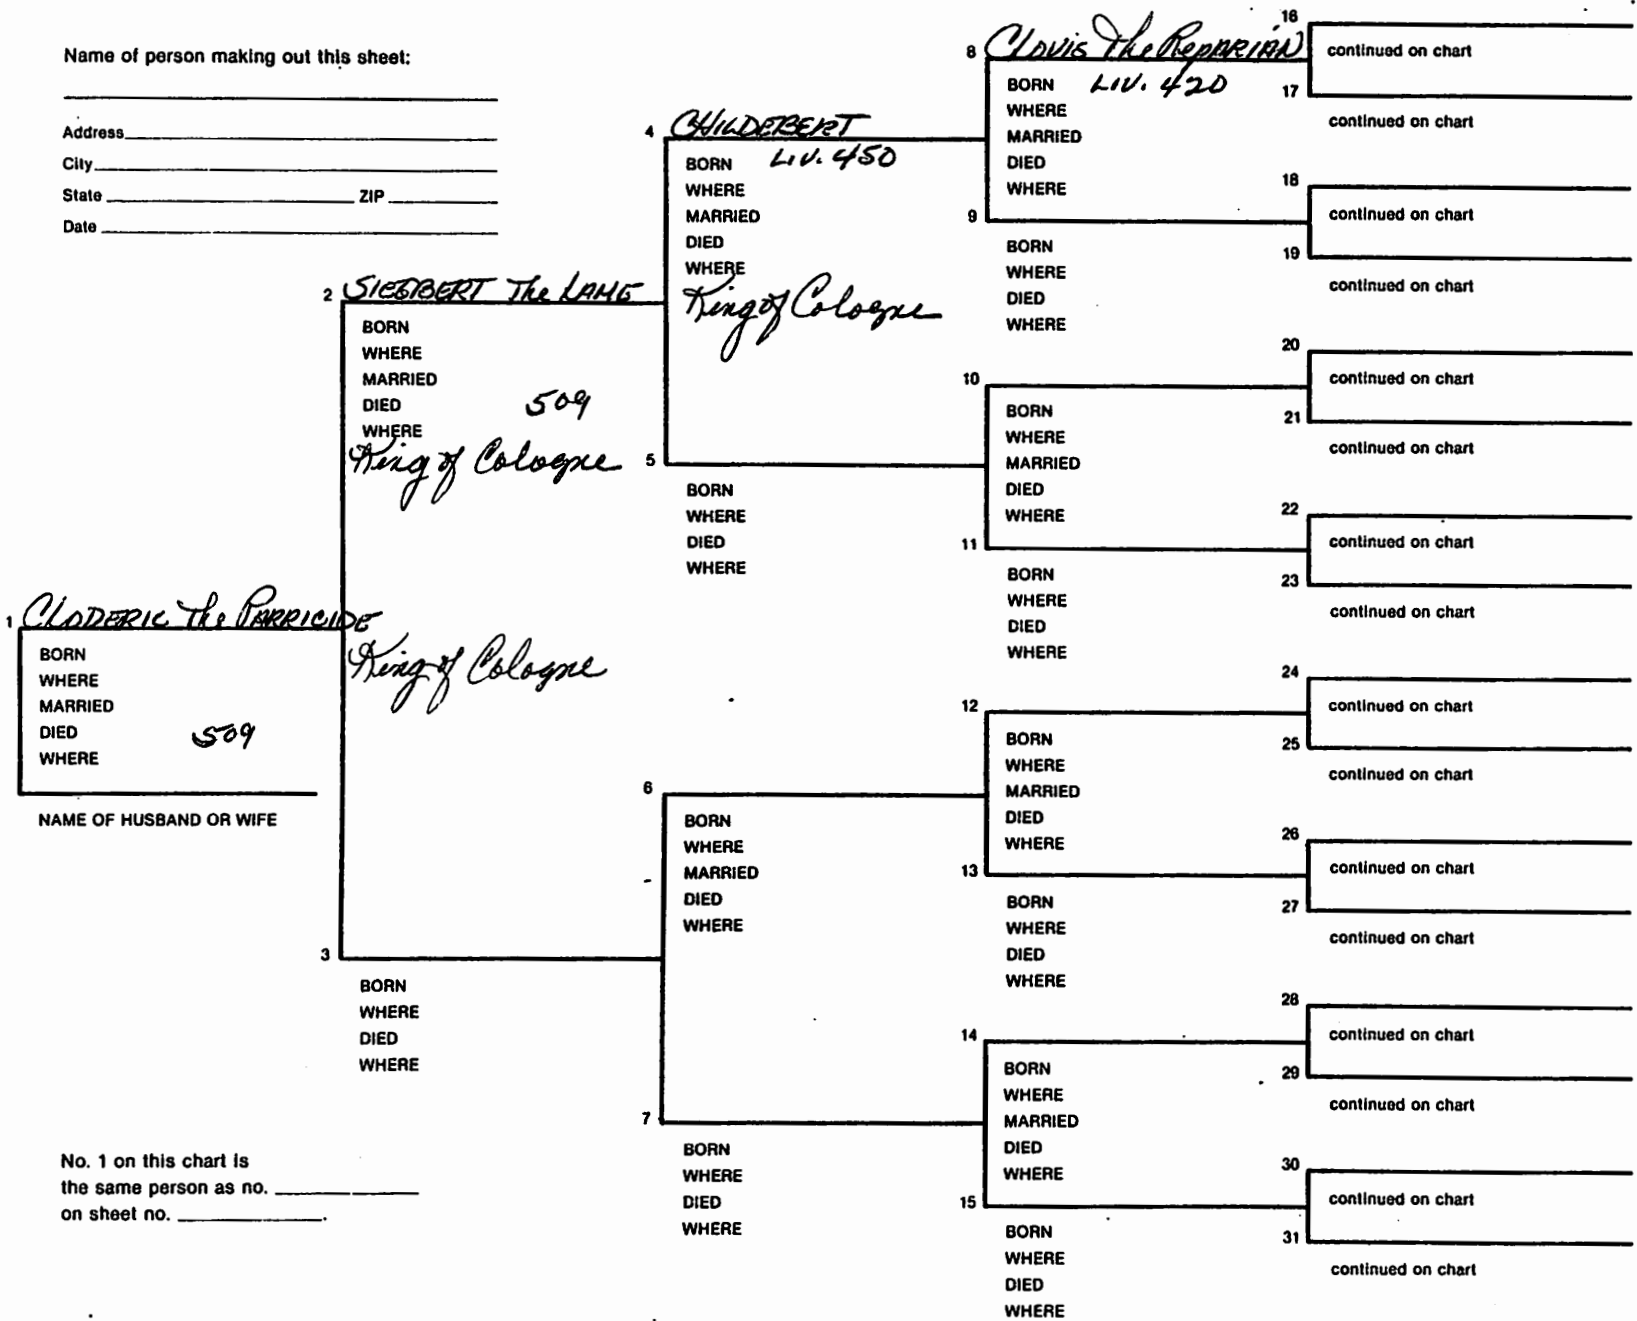 Name of person making out this sheet:
Address
City
State ZIP
Date
1 CLODERIC The PARRICIDE
BORN
WHERE
MARRIED
DIED 509
WHERE
King of Cologne
NAME OF HUSBAND OR WIFE
2 SIEGBERT The LAME
BORN
WHERE
MARRIED
DIED 509
WHERE
King of Cologne
3
BORN
WHERE
DIED
WHERE
4 CHILDEBERT
BORN LIV. 450
WHERE
MARRIED
DIED
WHERE
King of Cologne
5
BORN
WHERE
DIED
WHERE
6
BORN
WHERE
MARRIED
DIED
WHERE
7
BORN
WHERE
DIED
WHERE
8 CLOVIS The REPARIAN
BORN LIV. 420
WHERE
MARRIED
DIED
WHERE
9
BORN
WHERE
DIED
WHERE
10
BORN
WHERE
MARRIED
DIED
WHERE
11
BORN
WHERE
DIED
WHERE
12
BORN
WHERE
MARRIED
DIED
WHERE
13
BORN
WHERE
DIED
WHERE
14
BORN
WHERE
MARRIED
DIED
WHERE
15
BORN
WHERE
DIED
WHERE
16
continued on chart
17
continued on chart
18
continued on chart
19
continued on chart
20
continued on chart
21
continued on chart
22
continued on chart
23
continued on chart
24
continued on chart
25
continued on chart
26
continued on chart
27
continued on chart
28
continued on chart
29
continued on chart
30
continued on chart
31
continued on chart
No. 1 on this chart is
the same person as no.
on sheet no. .